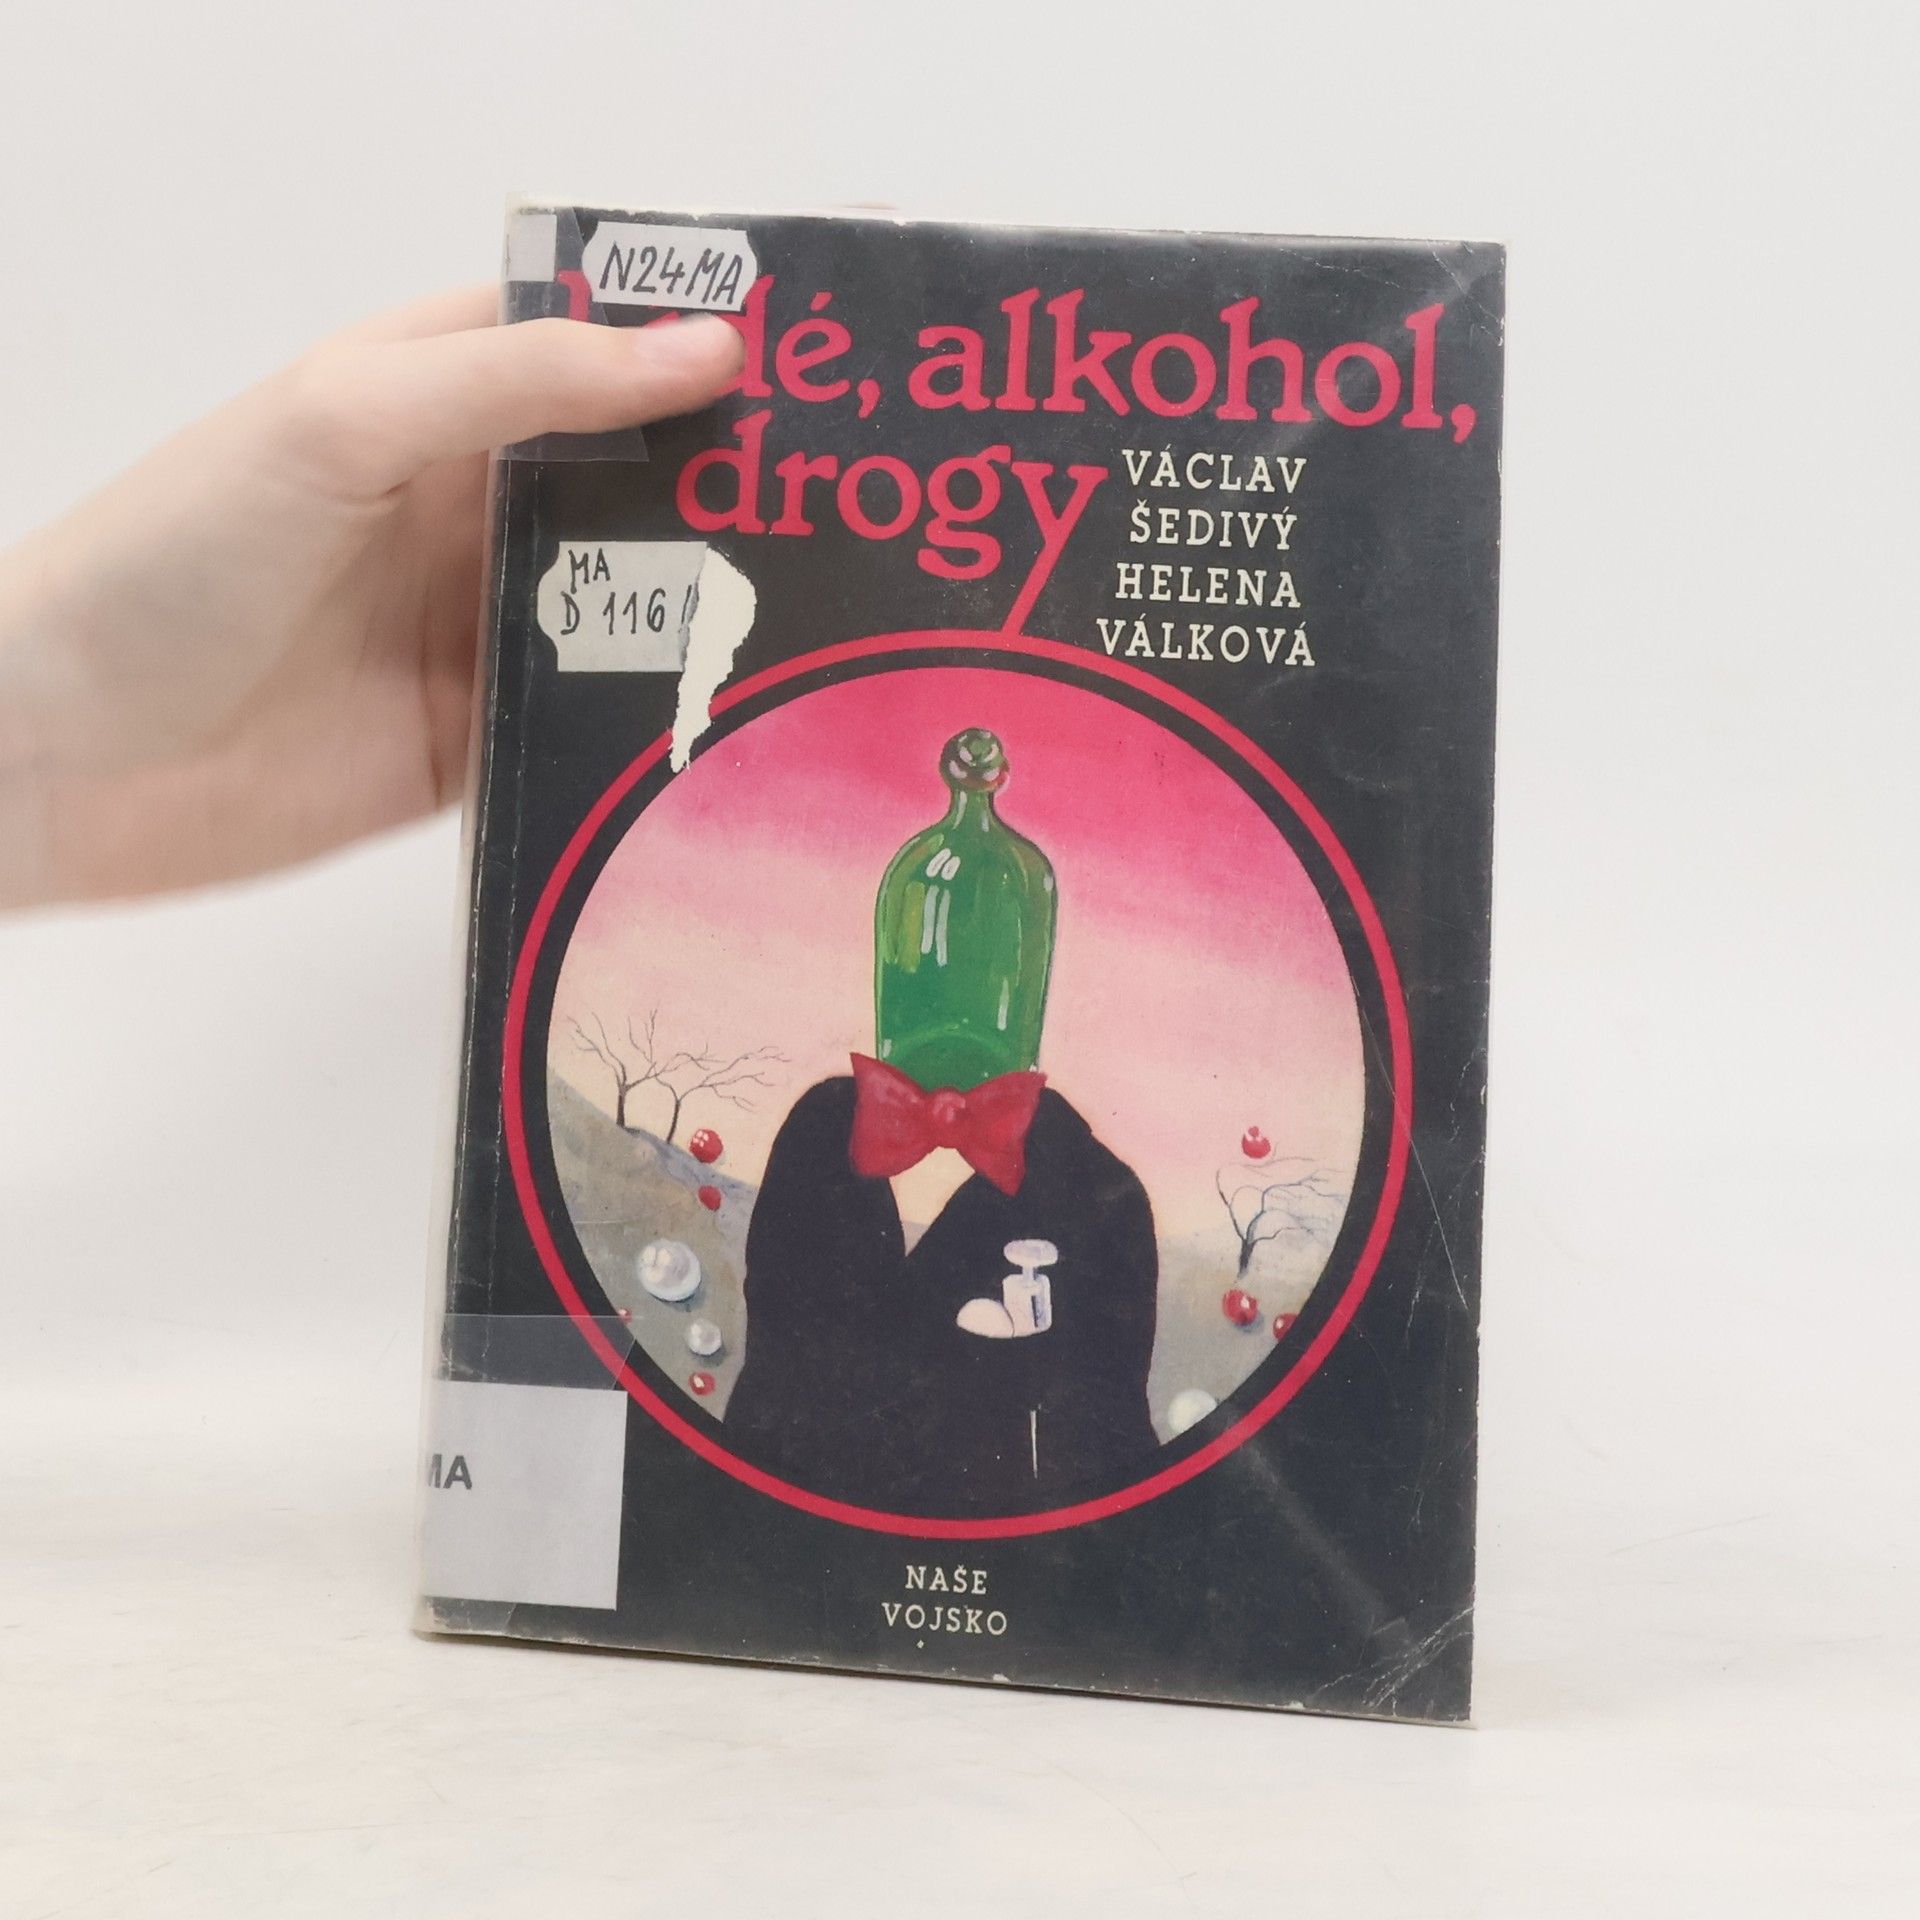 N24MA
dé, alkohol,
drogy
VÁCLAV
ŠEDIVÝ
HELENA
VÁLKOVÁ
MA
D 116
MA
NAŠE
VOJSKO